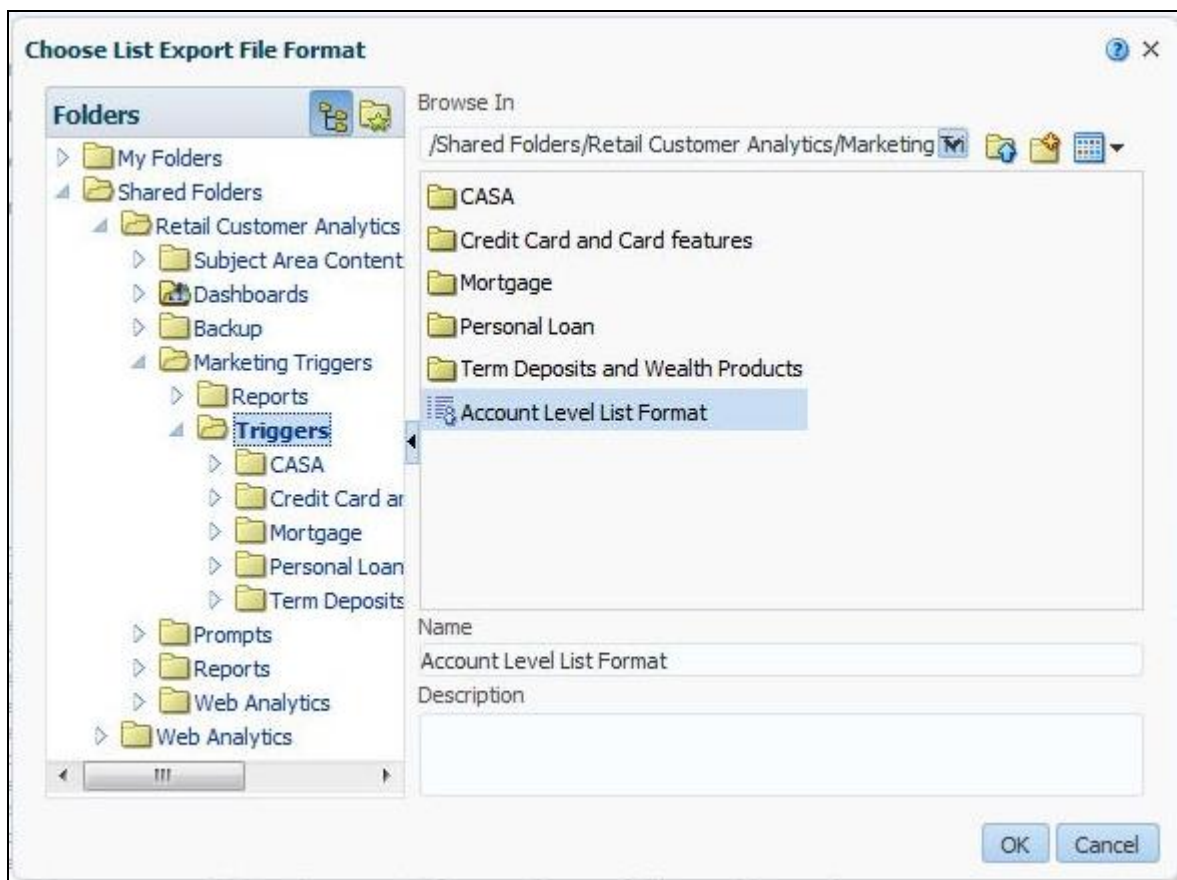 Choose List Export File Format
Folders
My Folders
Shared Folders
Retail Customer Analytics
Subject Area Content
Dashboards
Backup
Marketing Triggers
Reports
Triggers
CASA
Credit Card ar
Mortgage
Personal Loan
Term Deposits
Prompts
Reports
Web Analytics
Web Analytics
Browse In
/Shared Folders/Retail Customer Analytics/Marketing
CASA
Credit Card and Card features
Mortgage
Personal Loan
Term Deposits and Wealth Products
Account Level List Format
Name
Account Level List Format
Description
OK
Cancel